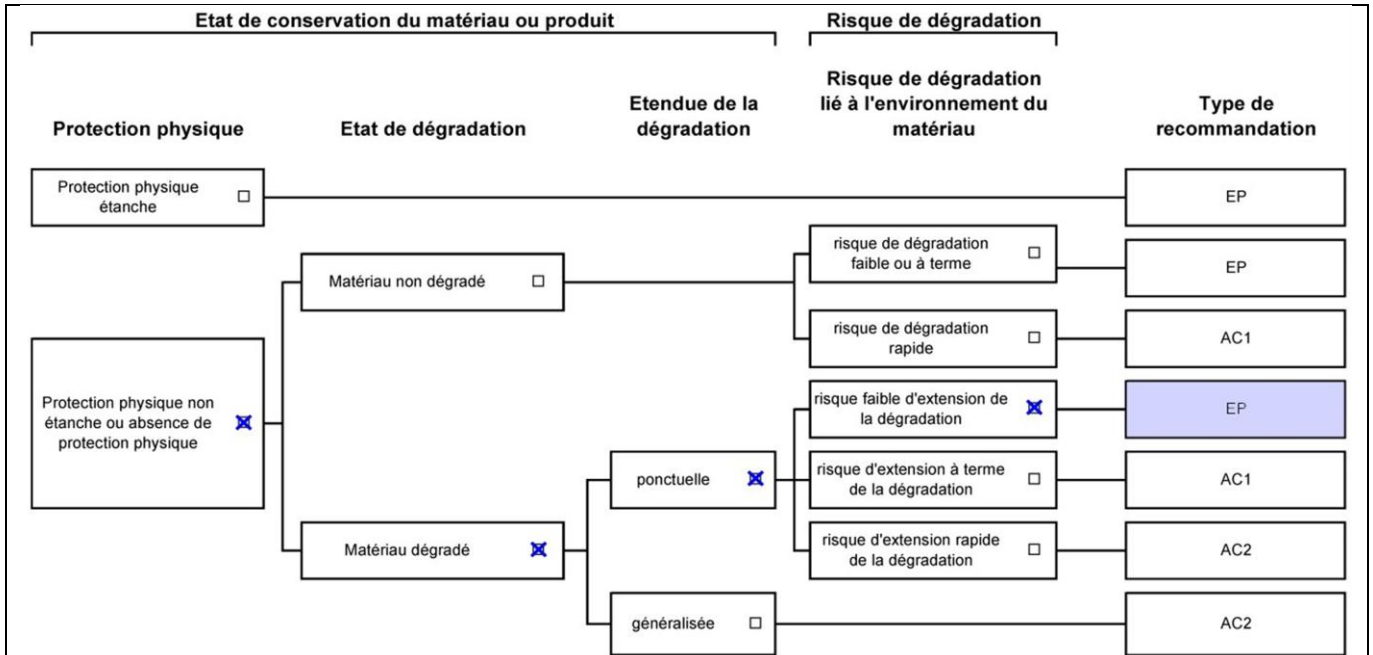 Etat de conservation du matériau ou produit
Risque de dégradation
Protection physique
Etat de dégradation
Etendue de la
dégradation
Risque de dégradation
lié à l'environnement du
matériau
Type de
recommandation
Protection physique
étanche
EP
Matériau non dégradé
risque de dégradation
faible ou à terme
EP
risque de dégradation
rapide
AC1
Protection physique non
étanche ou absence de
protection physique
Matériau dégradé
ponctuelle
risque faible d'extension de
la dégradation
EP
risque d'extension à terme
de la dégradation
AC1
risque d'extension rapide
de la dégradation
AC2
généralisée
AC2